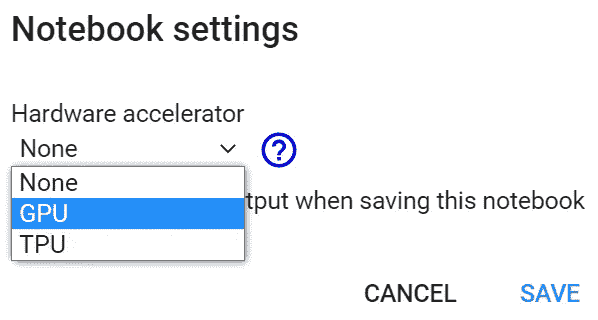 Notebook settings
Hardware accelerator
None
?
None
GPU
tput when saving this notebook
TPU
CANCEL SAVE